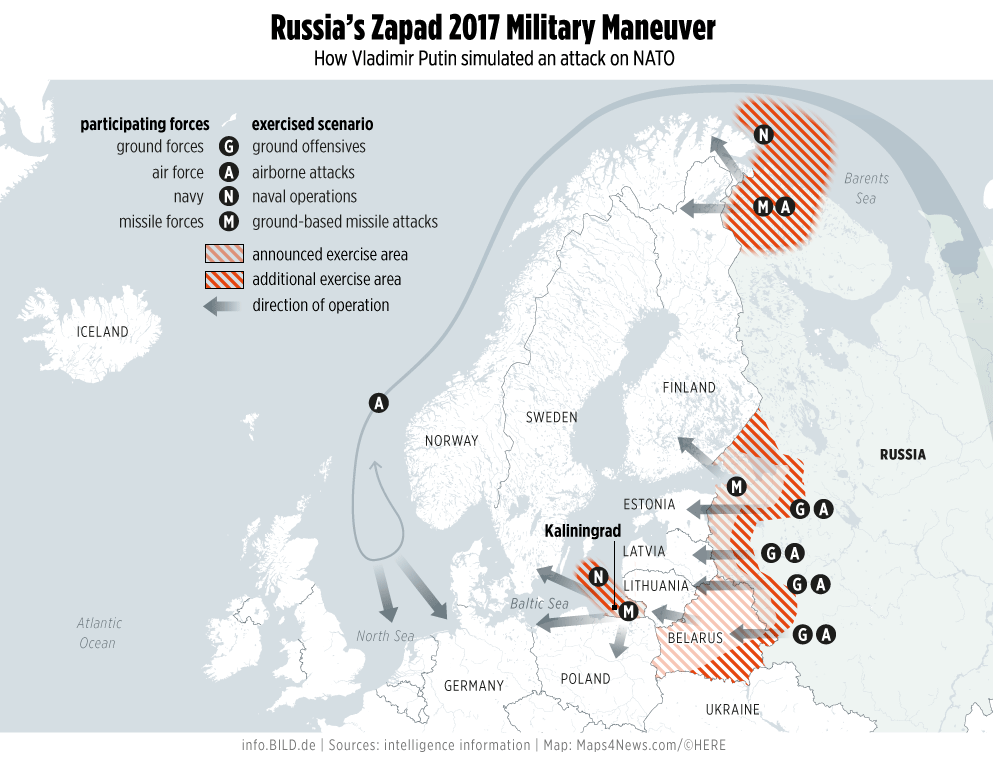 Russia's Zapad 2017 Military Maneuver
How Vladimir Putin simulated an attack on NATO
participating forces exercised scenario
ground forces G ground offensives
air force A airborne attacks
navy N naval operations
missile forces M ground-based missile attacks
announced exercise area
additional exercise area
direction of operation
N
Barents
Sea
M A
ICELAND
FINLAND
A
SWEDEN
NORWAY
RUSSIA
M
ESTONIA
G A
Kaliningrad
LATVIA
G A
N
LITHUANIA
G A
Baltic Sea
M
Atlantic
Ocean
North Sea
BELARUS
G A
GERMANY
POLAND
UKRAINE
info.BILD.de | Sources: intelligence information | Map: Maps4News.com/©HERE